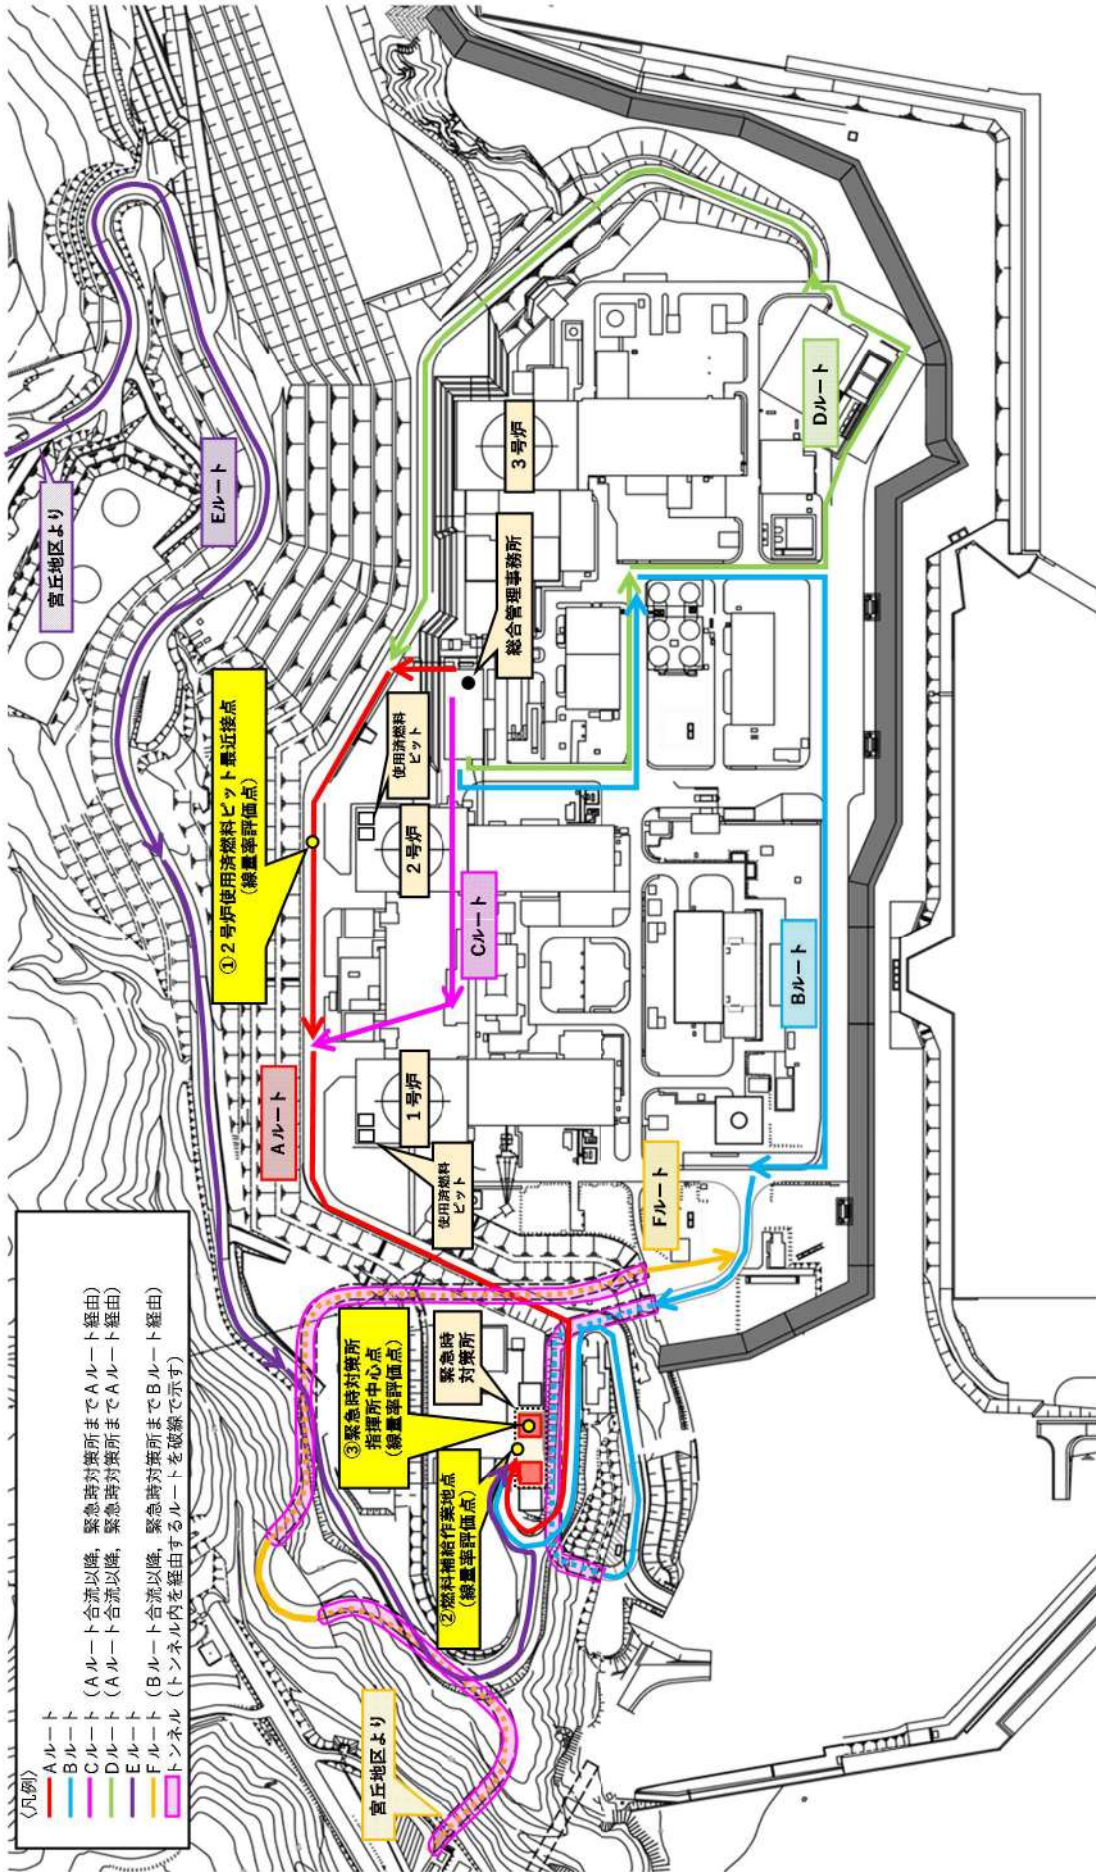 〈凡例〉
Aルート
Bルート
Cルート（Aルート合流以降，緊急時対策所までAルート経由）
Dルート（Aルート合流以降，緊急時対策所までAルート経由）
Eルート
Fルート（Bルート合流以降，緊急時対策所までBルート経由）
トンネル（トンネル内を経由するルートを破線で示す）
宮丘地区より
Eルート
①2号炉使用済燃料ピット最近接点
（線量率評価点）
Aルート
使用済燃料
ピット
2号炉
3号炉
総合管理事務所
Cルート
1号炉
使用済燃料
ピット
Dルート
Bルート
Fルート
③緊急時対策所
指揮所中心点
（線量率評価点）
緊急時
対策所
②燃料補給作業地点
（線量率評価点）
宮丘地区より